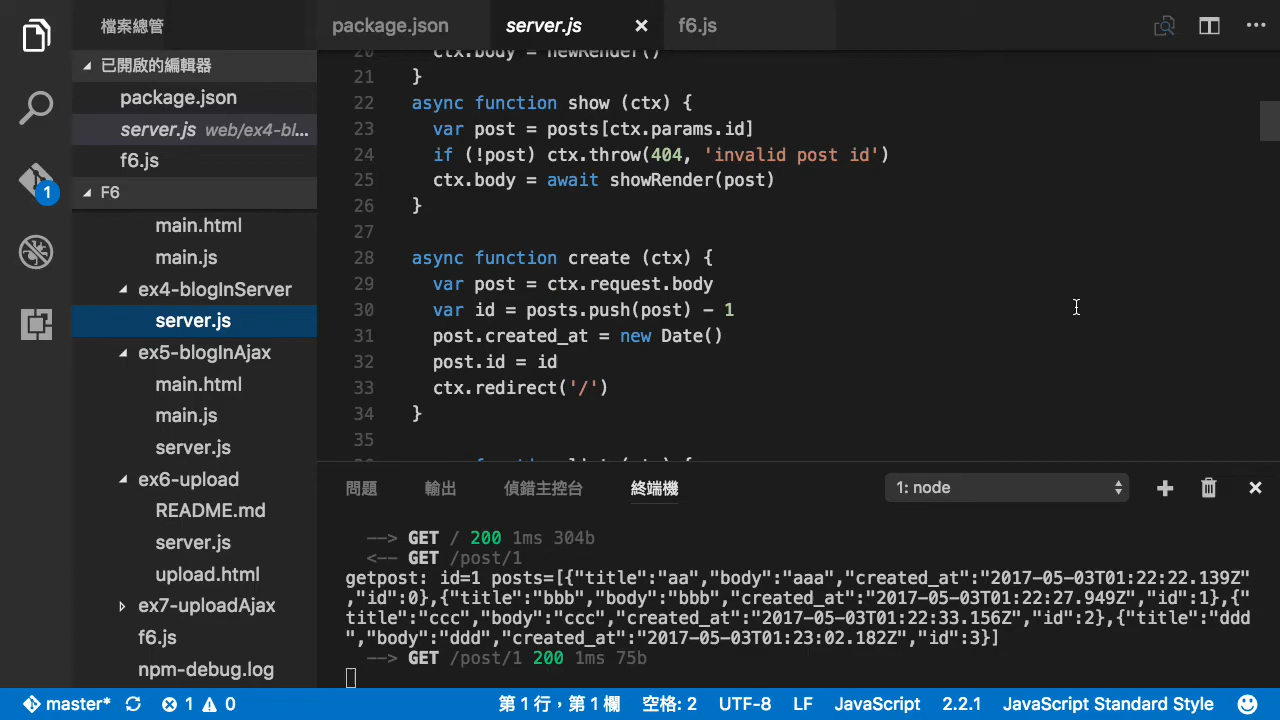 檔案總管
已開啟的編輯器
package.json
server.js web/ex4-bl...
f6.js
F6
main.html
main.js
ex4-blogInServer
server.js
ex5-blogInAjax
main.html
main.js
server.js
ex6-upload
README.md
server.js
upload.html
ex7-uploadAjax
f6.js
npm-debug.log
1
package.json server.js f6.js
20 ctx.body = newRender()
21 }
22 async function show (ctx) {
23 var post = posts[ctx.params.id]
24 if (!post) ctx.throw(404, 'invalid post id')
25 ctx.body = await showRender(post)
26 }
27
28 async function create (ctx) {
29 var post = ctx.request.body
30 var id = posts.push(post) - 1
31 post.created_at = new Date()
32 post.id = id
33 ctx.redirect('/')
34 }
35
問題 輸出 偵錯主控台 終端機 1: node
--> GET / 200 1ms 304b
<-- GET /post/1
getpost: id=1 posts=[{"title":"aa","body":"aaa","created_at":"2017-05-03T01:22:22.139Z"
,"id":0},{"title":"bbb","body":"bbb","created_at":"2017-05-03T01:22:27.949Z","id":1},{"
title":"ccc","body":"ccc","created_at":"2017-05-03T01:22:33.156Z","id":2},{"title":"ddd
","body":"ddd","created_at":"2017-05-03T01:23:02.182Z","id":3}]
--> GET /post/1 200 1ms 75b
master* 1 0 第 1 行，第 1 欄 空格: 2 UTF-8 LF JavaScript 2.2.1 JavaScript Standard Style